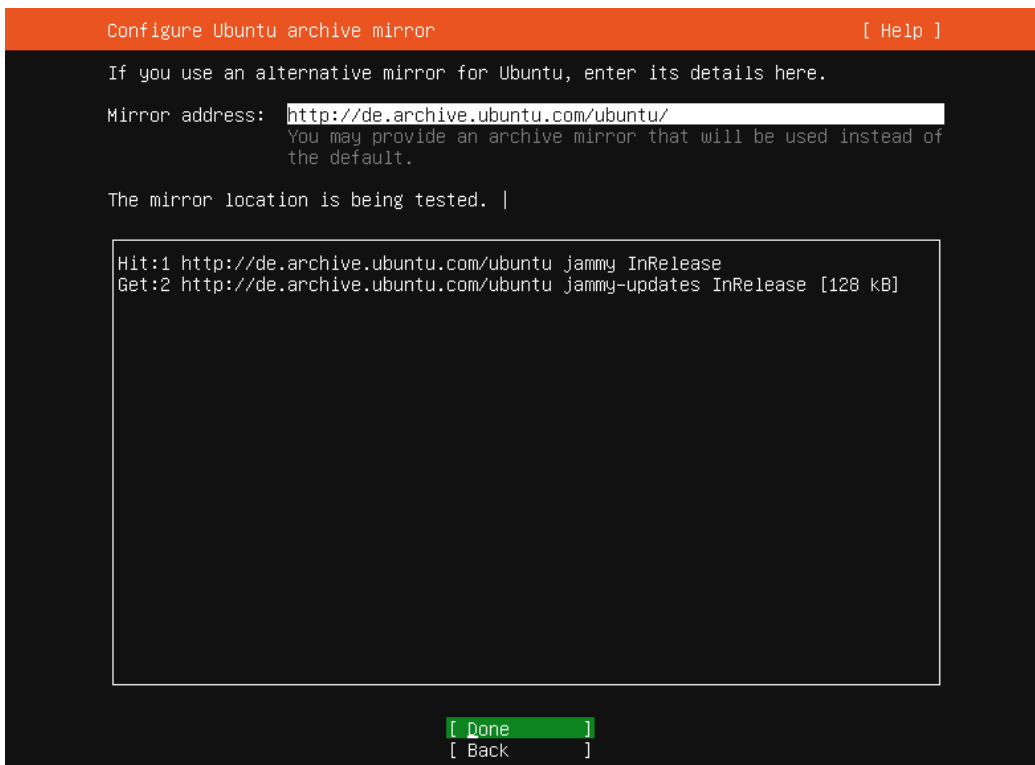 Configure Ubuntu archive mirror [ Help ]
If you use an alternative mirror for Ubuntu, enter its details here.
Mirror address: http://de.archive.ubuntu.com/ubuntu/
You may provide an archive mirror that will be used instead of
the default.
The mirror location is being tested. |
Hit:1 http://de.archive.ubuntu.com/ubuntu jammy InRelease
Get:2 http://de.archive.ubuntu.com/ubuntu jammy-updates InRelease [128 kB]
[ Done ]
[ Back ]